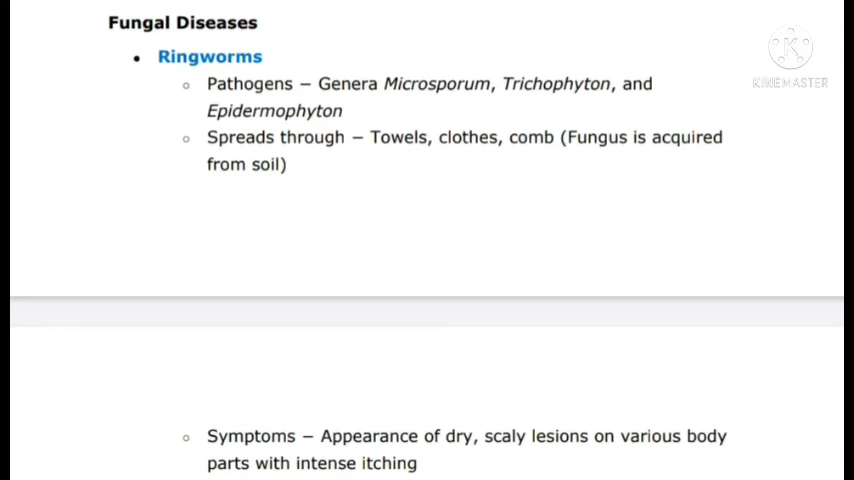 Fungal Diseases
• Ringworms
○ Pathogens − Genera Microsporum, Trichophyton, and
Epidermophyton
○ Spreads through − Towels, clothes, comb (Fungus is acquired
from soil)
K
KINEMASTER
○ Symptoms − Appearance of dry, scaly lesions on various body
parts with intense itching